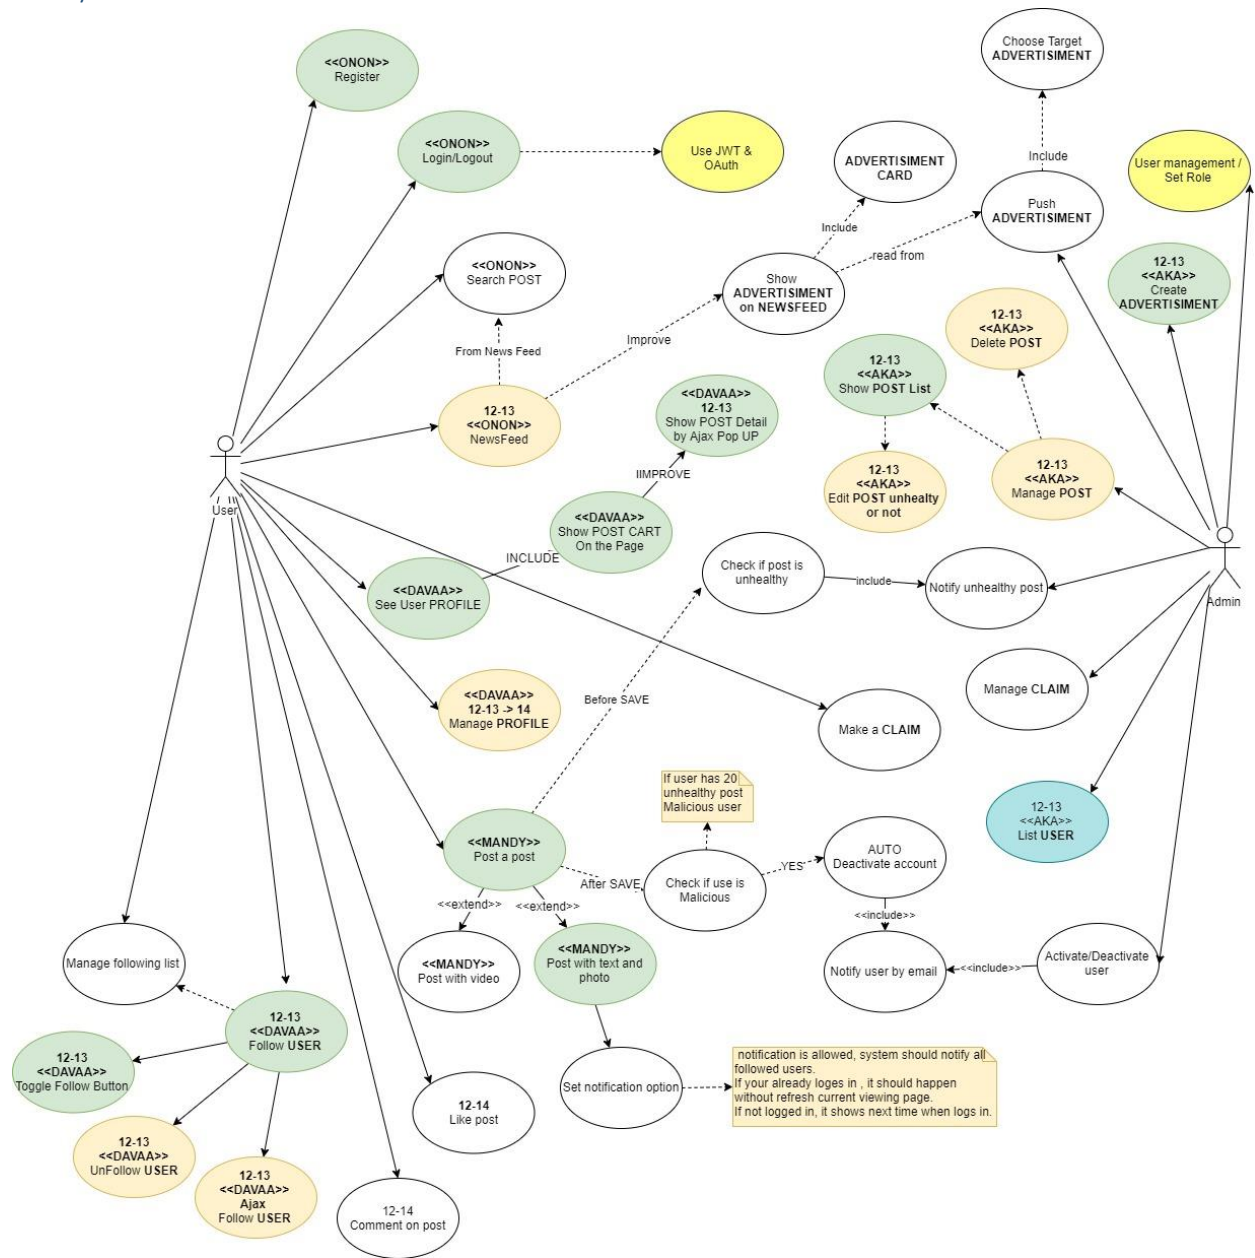 Choose Target
ADVERTISIMENT
<<ONON>>
Register
<<ONON>>
Login/Logout
Use JWT &
OAuth
ADVERTISIMENT
CARD
Include
User management /
Set Role
Push
ADVERTISIMENT
Include
read from
<<ONON>>
Search POST
Show
ADVERTISIMENT
on NEWSFEED
12-13
<<AKA>>
Create
ADVERTISIMENT
12-13
<<AKA>>
Delete POST
Improve
From News Feed
12-13
<<AKA>>
Show POST List
<<DAVAA>>
12-13
Show POST Detail
by Ajax Pop UP
12-13
<<ONON>>
NewsFeed
IIMPROVE
12-13
<<AKA>>
Edit POST unhealty
or not
12-13
<<AKA>>
Manage POST
User
<<DAVAA>>
Show POST CART
On the Page
INCLUDE
<<DAVAA>>
See User PROFILE
Check if post is
unhealthy
include
Notify unhealthy post
Admin
<<DAVAA>>
12-13 -> 14
Manage PROFILE
Before SAVE
Manage CLAIM
Make a CLAIM
If user has 20
unhealthy post
Malicious user
12-13
<<AKA>>
List USER
<<MANDY>>
Post a post
After SAVE
Check if use is
Malicious
YES
AUTO
Deactivate account
<<extend>>
<<extend>>
<<include>>
Manage following list
<<MANDY>>
Post with video
<<MANDY>>
Post with text and
photo
Notify user by email
<<include>>
Activate/Deactivate
user
12-13
<<DAVAA>>
Follow USER
12-13
<<DAVAA>>
Toggle Follow Button
Set notification option
notification is allowed, system should notify all
followed users.
If your already loges in , it should happen
without refresh current viewing page.
If not logged in, it shows next time when logs in.
12-14
Like post
12-13
<<DAVAA>>
UnFollow USER
12-13
<<DAVAA>>
Ajax
Follow USER
12-14
Comment on post